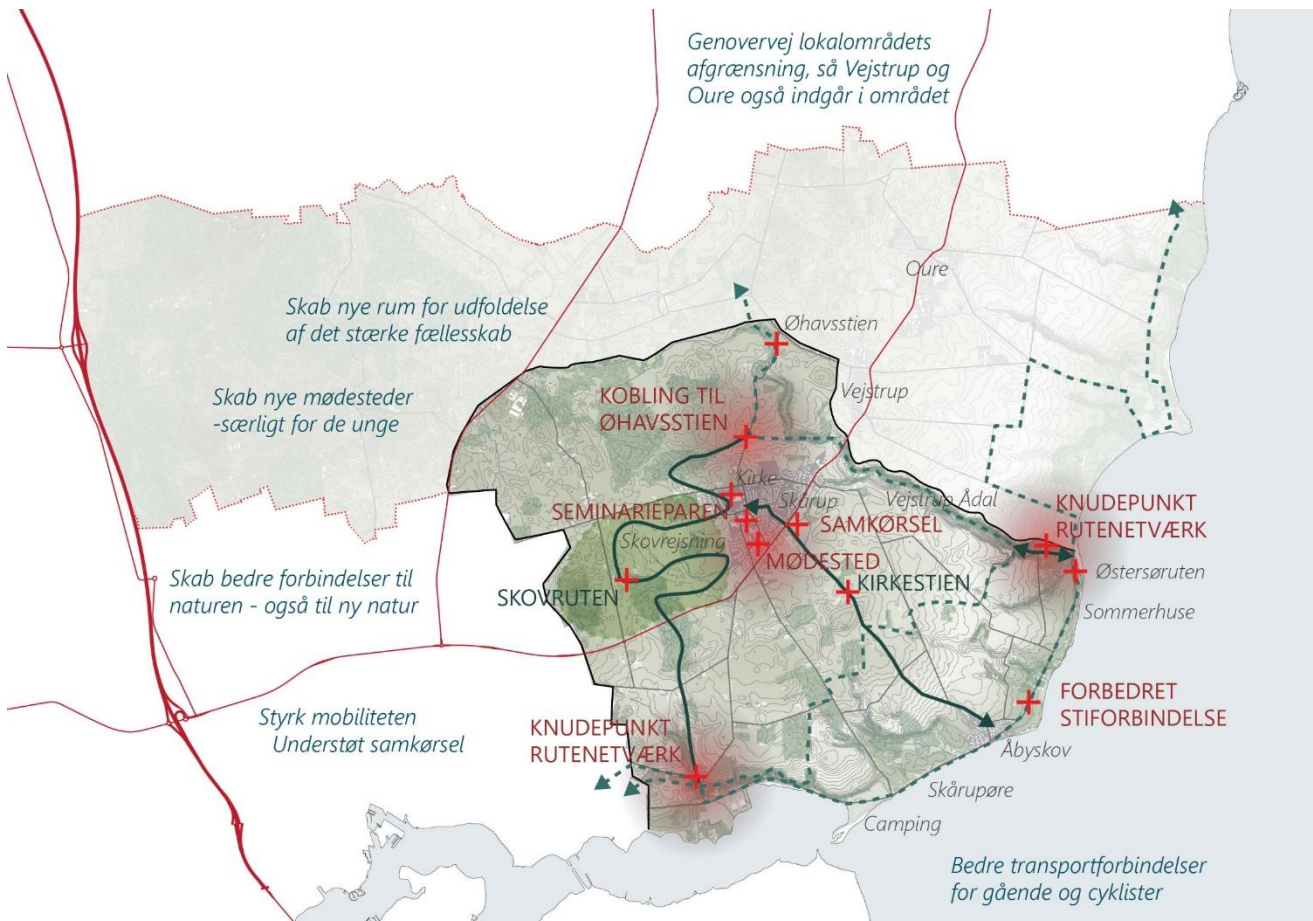 Genovervej lokalområdets
afgrænsning, så Vejstrup og
Oure også indgår i området
Oure
Skab nye rum for udfoldelse
af det stærke fællesskab
Øhavsstien
Skab nye mødesteder
-særligt for de unge
Vejstrup
KOBLING TIL
ØHAVSSTIEN
Kirke
Skårup
Vejstrup Ådal
SEMINARIEPAREN
SAMKØRSEL
KNUDEPUNKT
RUTENETVÆRK
Skovrejsning
MØDESTED
Østersøruten
Skab bedre forbindelser til
naturen - også til ny natur
SKOVRUTEN
KIRKESTIEN
Sommerhuse
Styrk mobiliteten
Understøt samkørsel
KNUDEPUNKT
RUTENETVÆRK
FORBEDRET
STIFORBINDELSE
Åbyskov
Skårupøre
Camping
Bedre transportforbindelser
for gående og cyklister